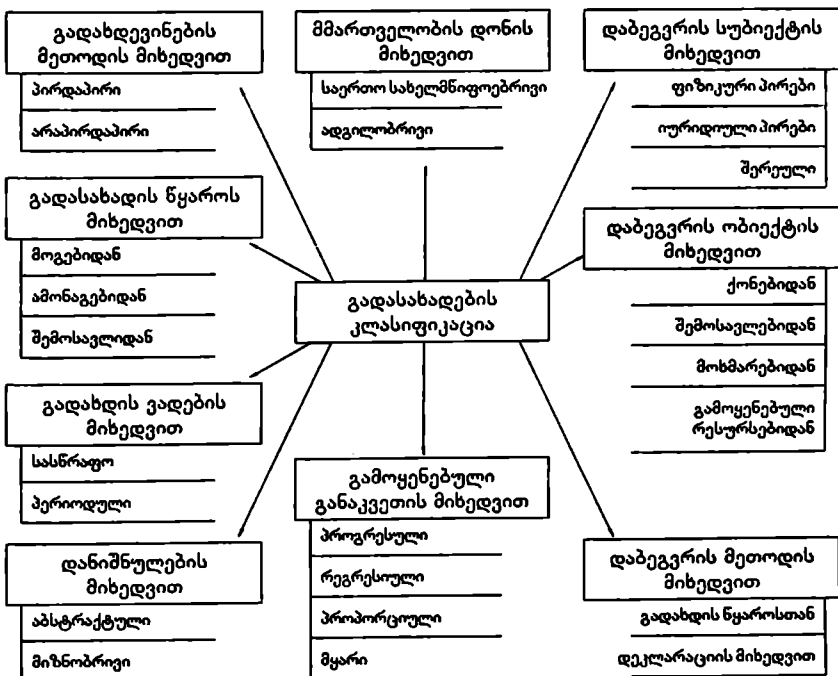 გადახდევინების
მეთოდის მიხედვით
პირდაპირი
არაპირდაპირი
მმართველობის დონის
მიხედვით
საერთო სახელმწიფოებრივი
ადგილობრივი
დაბეგვრის სუბიექტის
მიხედვით
ფიზიკური პირები
იურიდიული პირები
შერეული
გადასახადის წყაროს
მიხედვით
მოგებიდან
ამონაგებიდან
შემოსავლიდან
გადასახადების
კლასიფიკაცია
დაბეგვრის ობიექტის
მიხედვით
ქონებიდან
შემოსავლებიდან
მოხმარებიდან
გამოყენებული
რესურსებიდან
გადახდის ვადების
მიხედვით
სასწრაფო
პერიოდული
გამოყენებული
განაკვეთის მიხედვით
პროგრესული
რეგრესიული
პროპორციული
მყარი
დანიშნულების
მიხედვით
აბსტრაქტული
მიზნობრივი
დაბეგვრის მეთოდის
მიხედვით
გადახდის წყაროსთან
დეკლარაციის მიხედვით